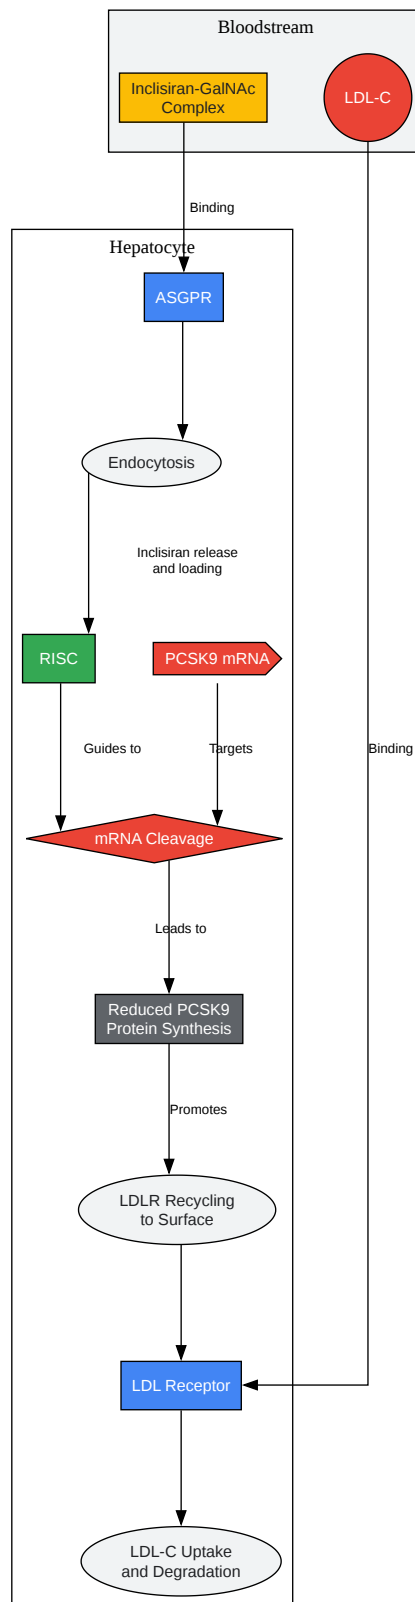 Bloodstream
Inclisiran-GalNAc
Complex
LDL-C
Binding
Hepatocyte
ASGPR
Endocytosis
Inclisiran release
and loading
RISC
PCSK9 mRNA
Guides to
Targets
Binding
mRNA Cleavage
Leads to
Reduced PCSK9
Protein Synthesis
Promotes
LDLR Recycling
to Surface
LDL Receptor
LDL-C Uptake
and Degradation